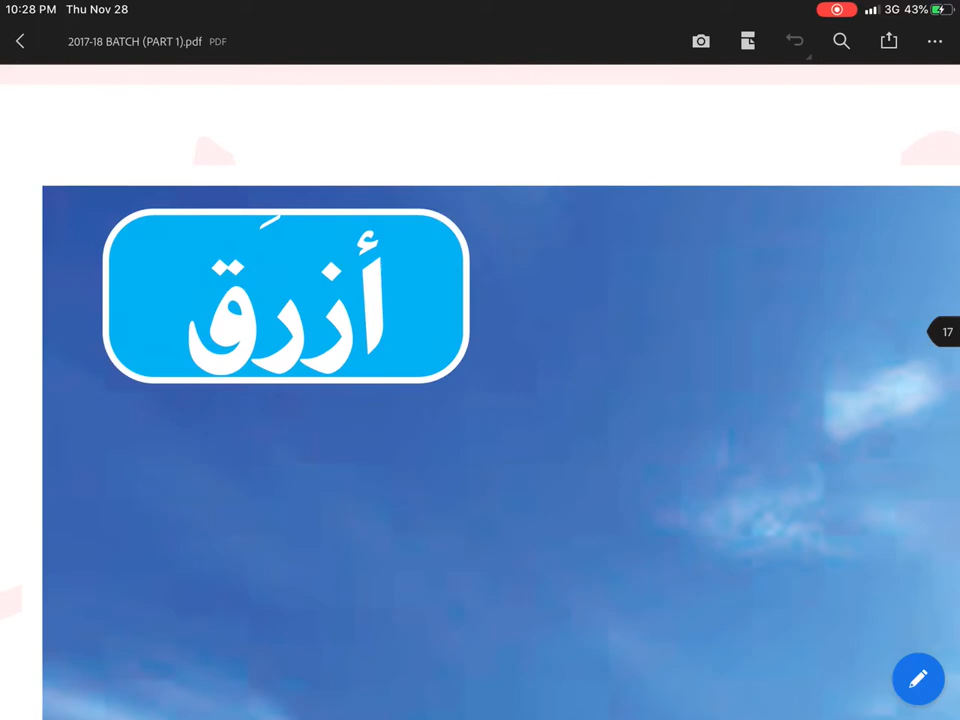 10:28 PM Thu Nov 28
3G 43%
2017-18 BATCH (PART 1).pdf PDF
أزرَق
17